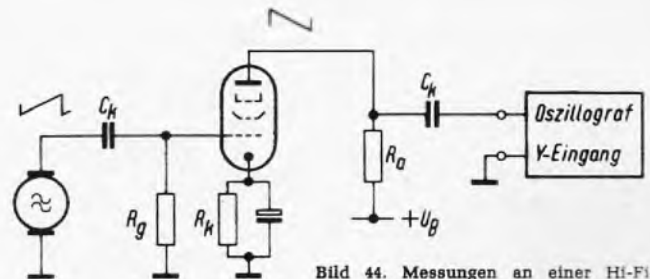 C_k
R_g
R_k
R_a
+U_B
C_k
Oszillograf
Y-Eingang
Bild 44. Messungen an einer Hi-Fi